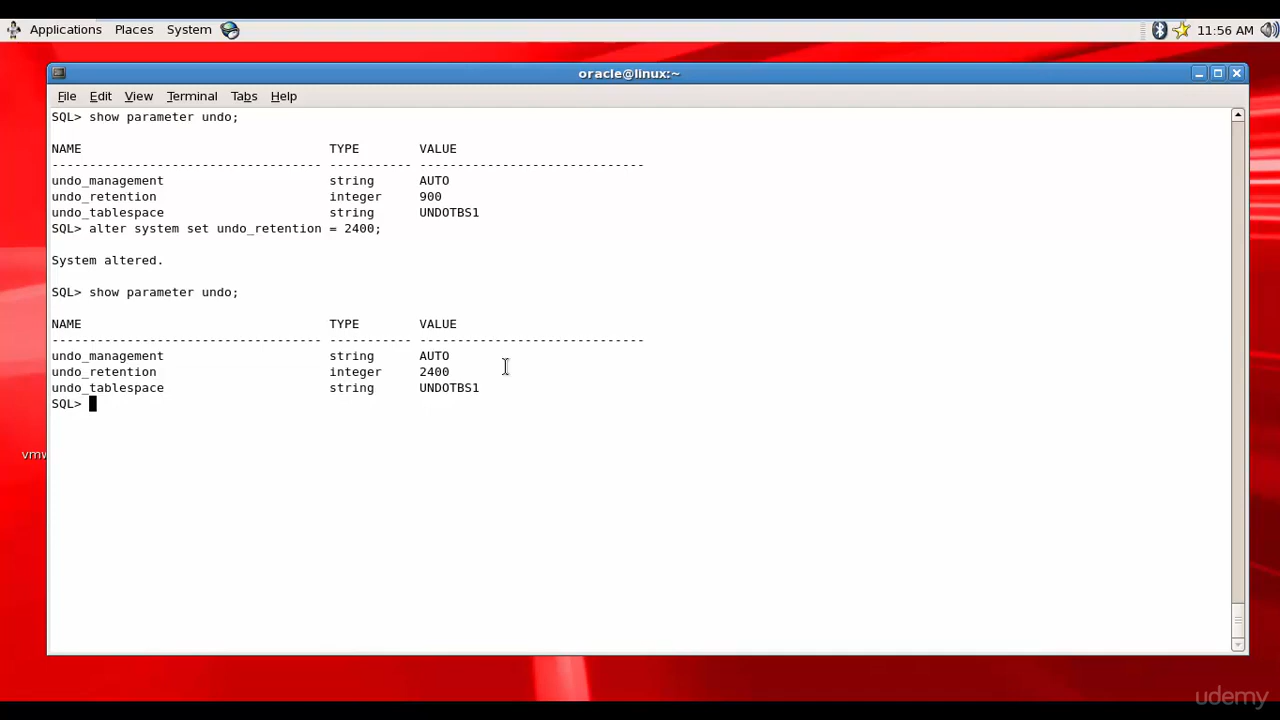 Applications Places System 11:56 AM
oracle@linux:~
File Edit View Terminal Tabs Help
SQL> show parameter undo;
NAME TYPE VALUE
------------------------------------ ----------- ------------------------------
undo_management string AUTO
undo_retention integer 900
undo_tablespace string UNDOTBS1
SQL> alter system set undo_retention = 2400;
System altered.
SQL> show parameter undo;
NAME TYPE VALUE
------------------------------------ ----------- ------------------------------
undo_management string AUTO
undo_retention integer 2400
undo_tablespace string UNDOTBS1
SQL>
udemy